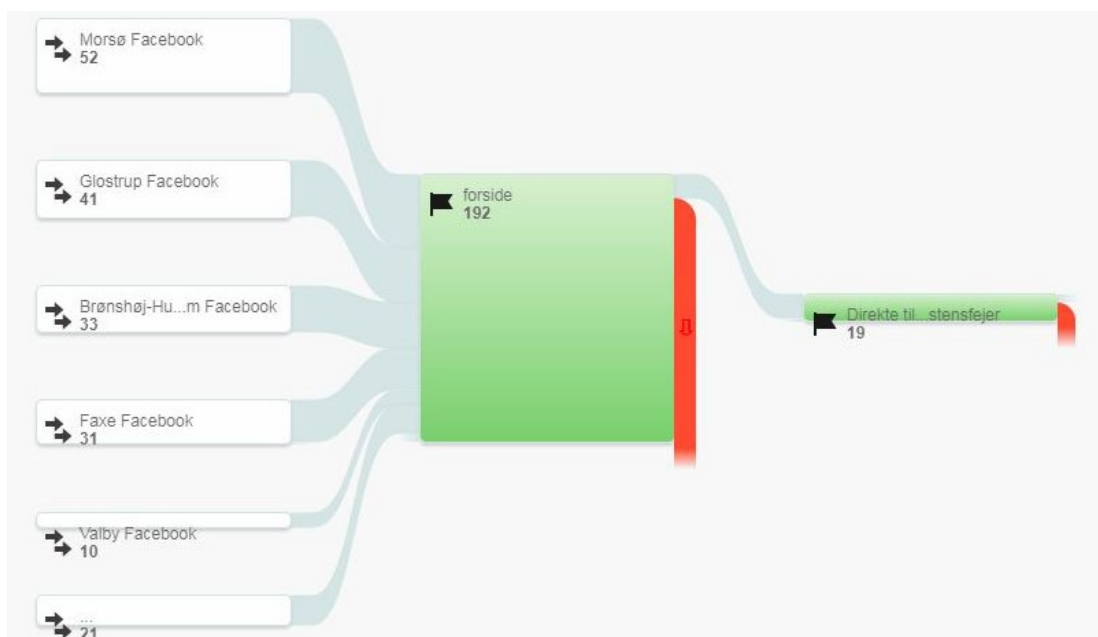 Morsø Facebook
52
Glostrup Facebook
41
forside
192
Brønshøj-Hu...m Facebook
33
Direkte til...stensfejer
19
Faxe Facebook
31
Valby Facebook
10
...
21